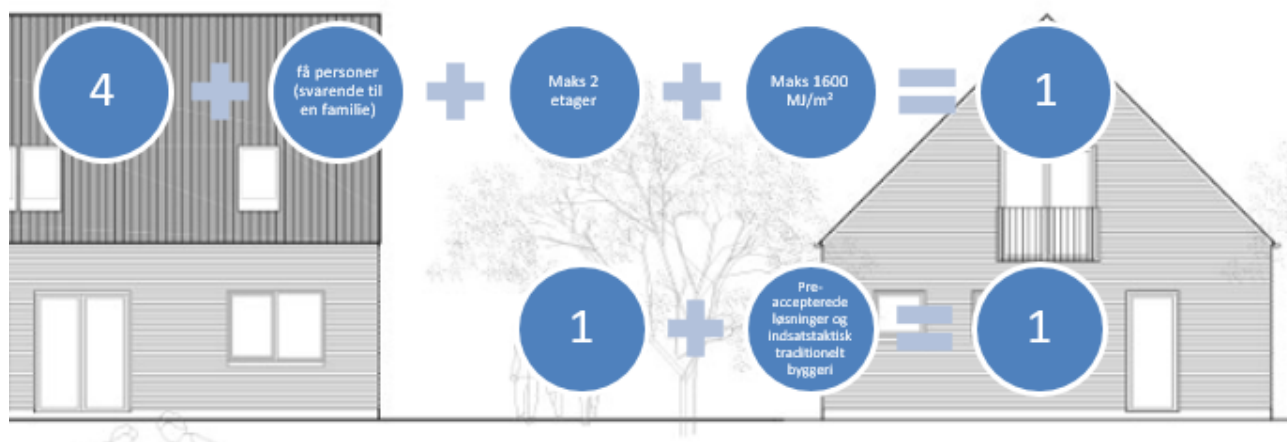 4
få personer
(svarende til
en familie)
Maks 2
etager
Maks 1600
MJ/m²
1
1
Pre-
accepterede
løsninger og
indsatstaktisk
traditionelt
byggeri
1